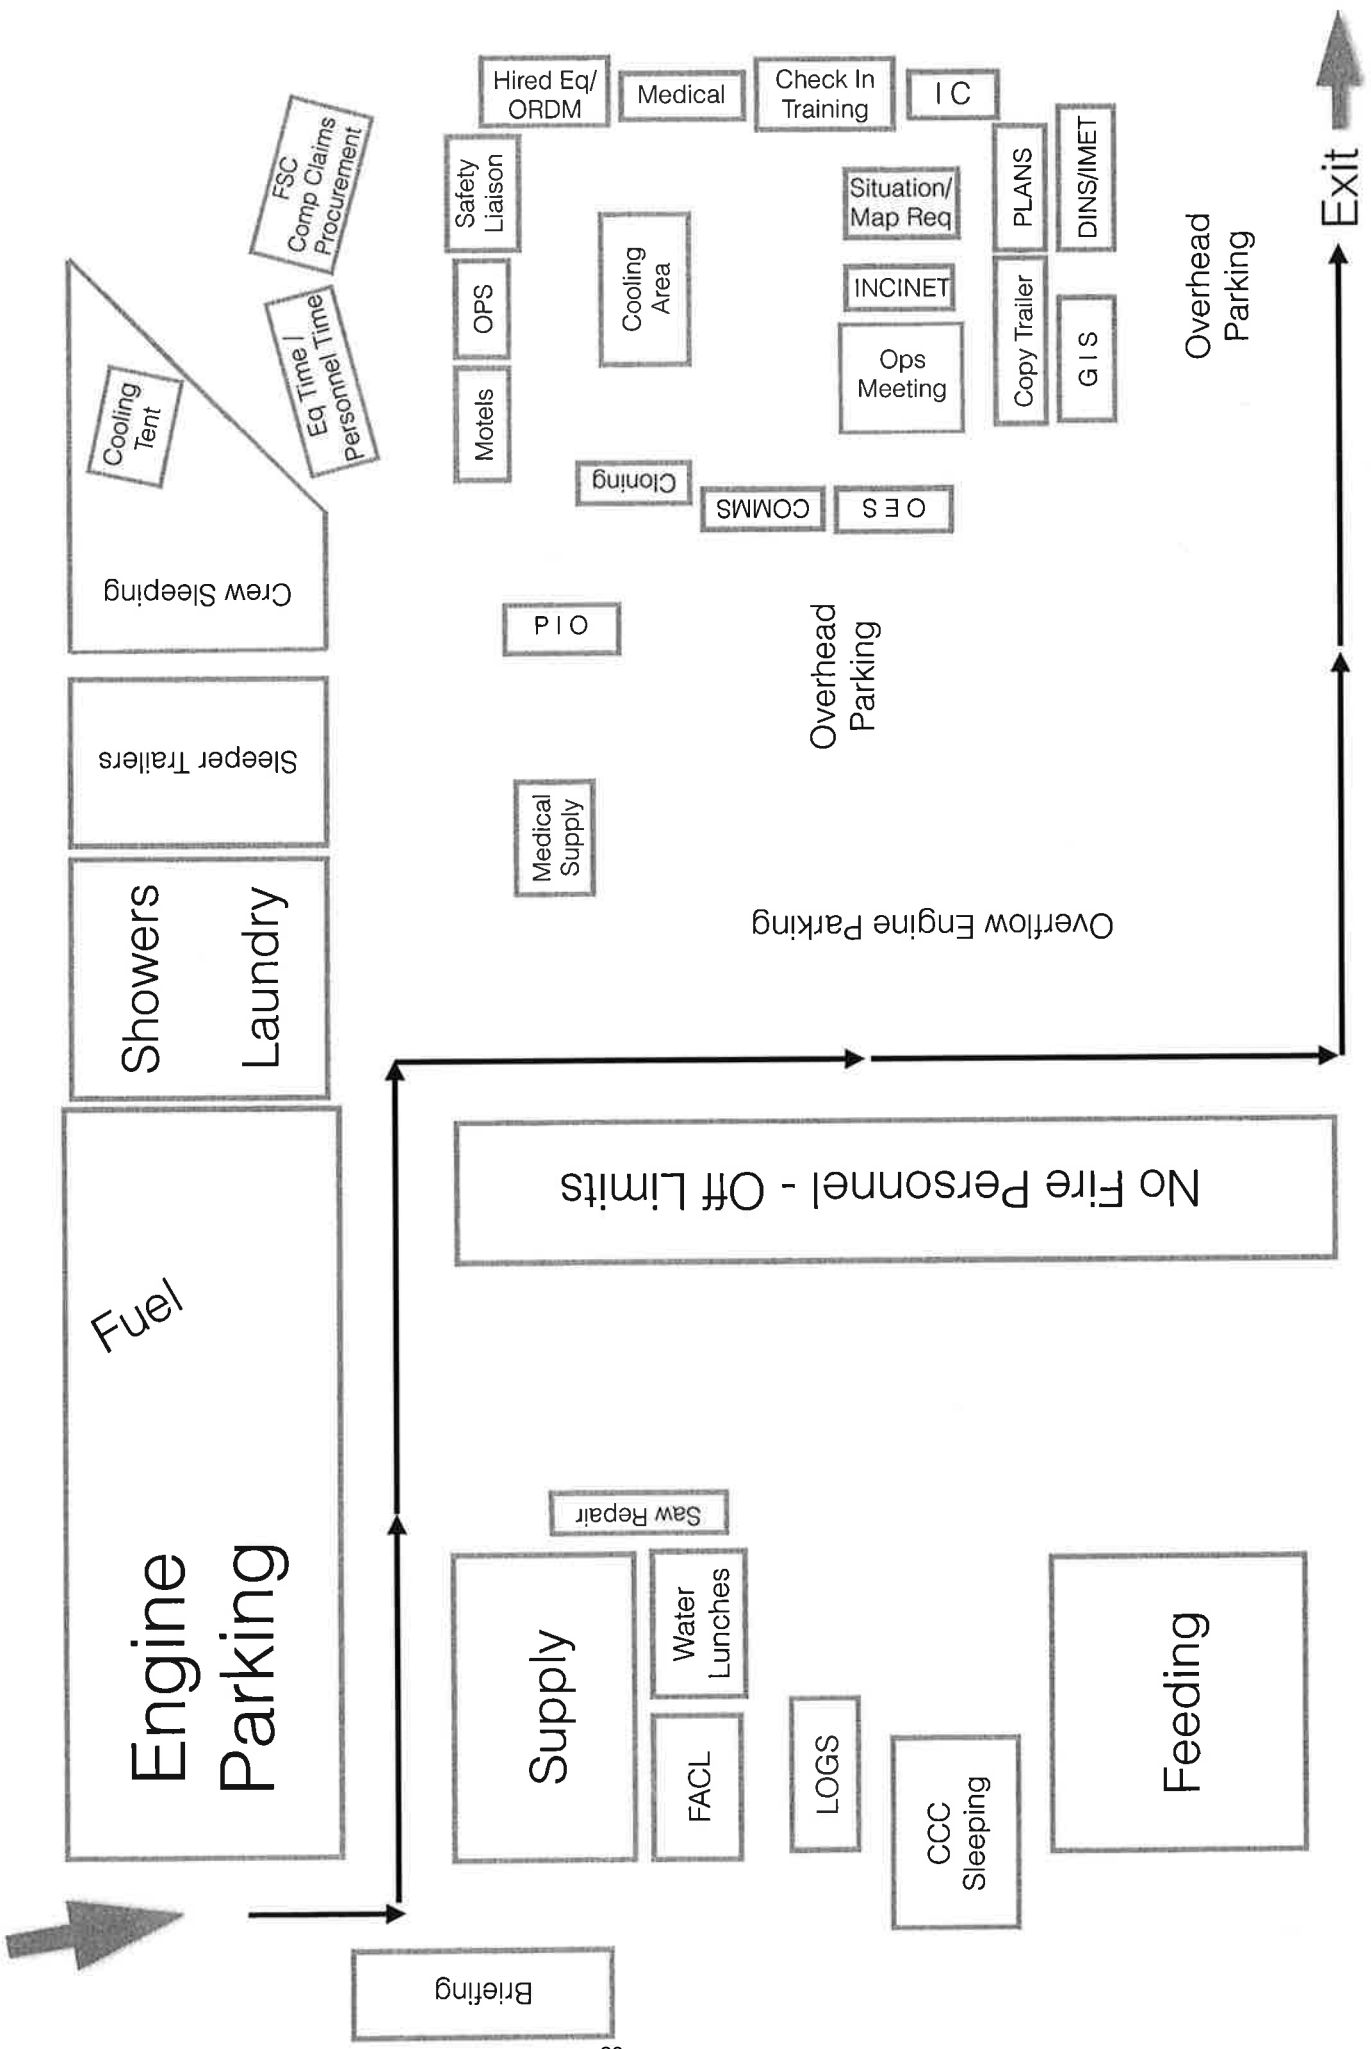 Hired Eq/
ORDM
Medical
Check In
Training
I C
FSC
Comp Claims
Procurement
Safety
Liaison
Situation/
Map Req
PLANS
DINS/IMET
Exit
Eq Time /
Personnel Time
OPS
Cooling
Area
INCINET
Ops
Meeting
Copy Trailer
G I S
Overhead
Parking
Cooling
Tent
Motels
Cloning
COMMS
O E S
Crew Sleeping
P I O
Overhead
Parking
Sleeper Trailers
Medical
Supply
Showers
Laundry
Overflow Engine Parking
No Fire Personnel - Off Limits
Fuel
Engine
Parking
Saw Repair
Supply
Water
Lunches
FACL
LOGS
CCC
Sleeping
Feeding
Briefing